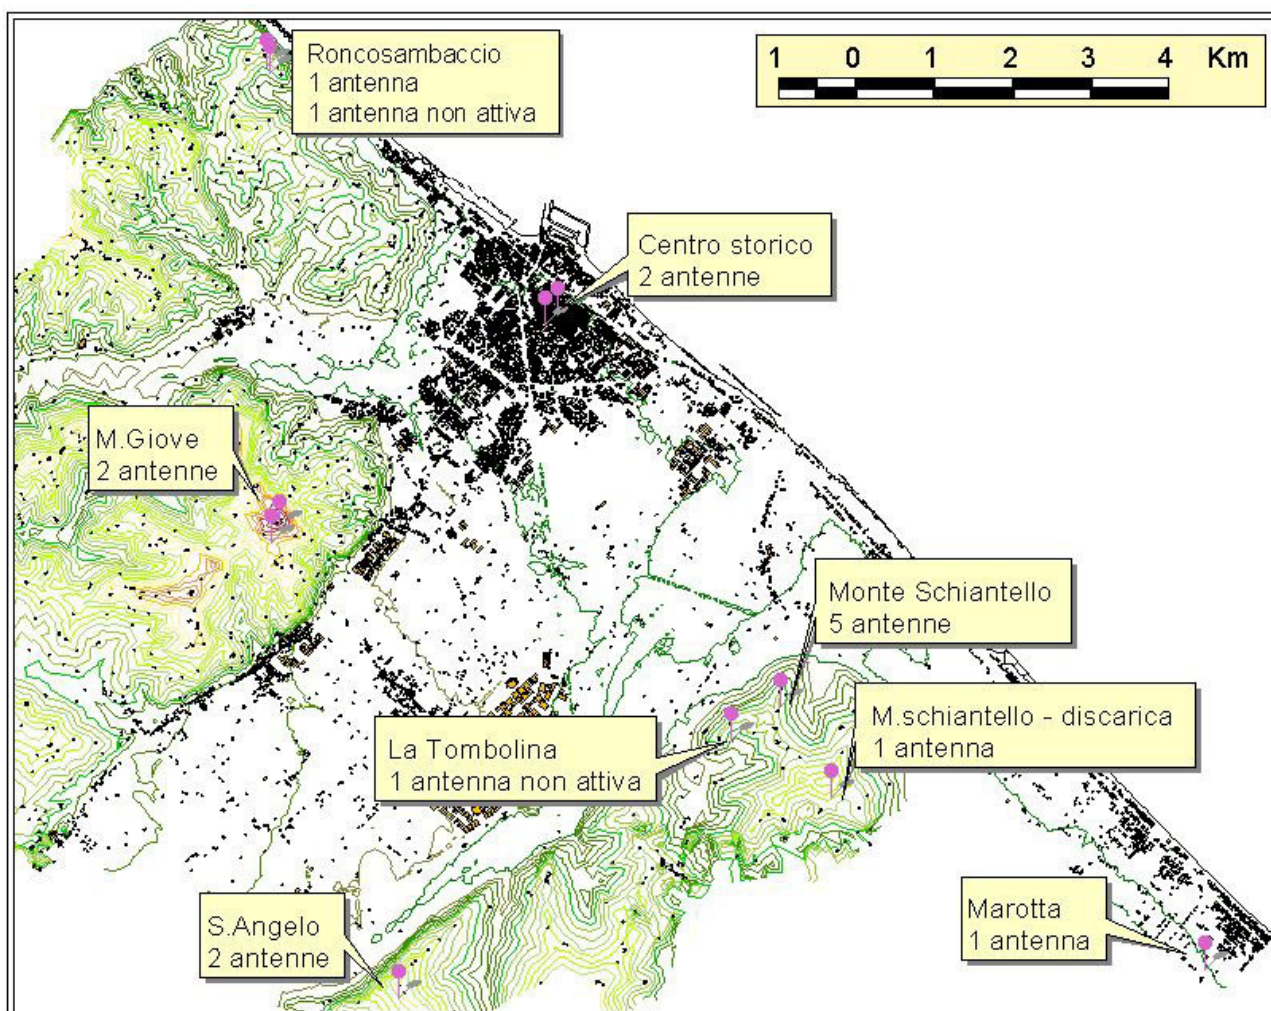 Roncosambaccio
1 antenna
1 antenna non attiva
1 0 1 2 3 4 Km
Centro storico
2 antenne
M.Giove
2 antenne
Monte Schiantello
5 antenne
M.schiantello - discarica
1 antenna
La Tombolina
1 antenna non attiva
S.Angelo
2 antenne
Marotta
1 antenna